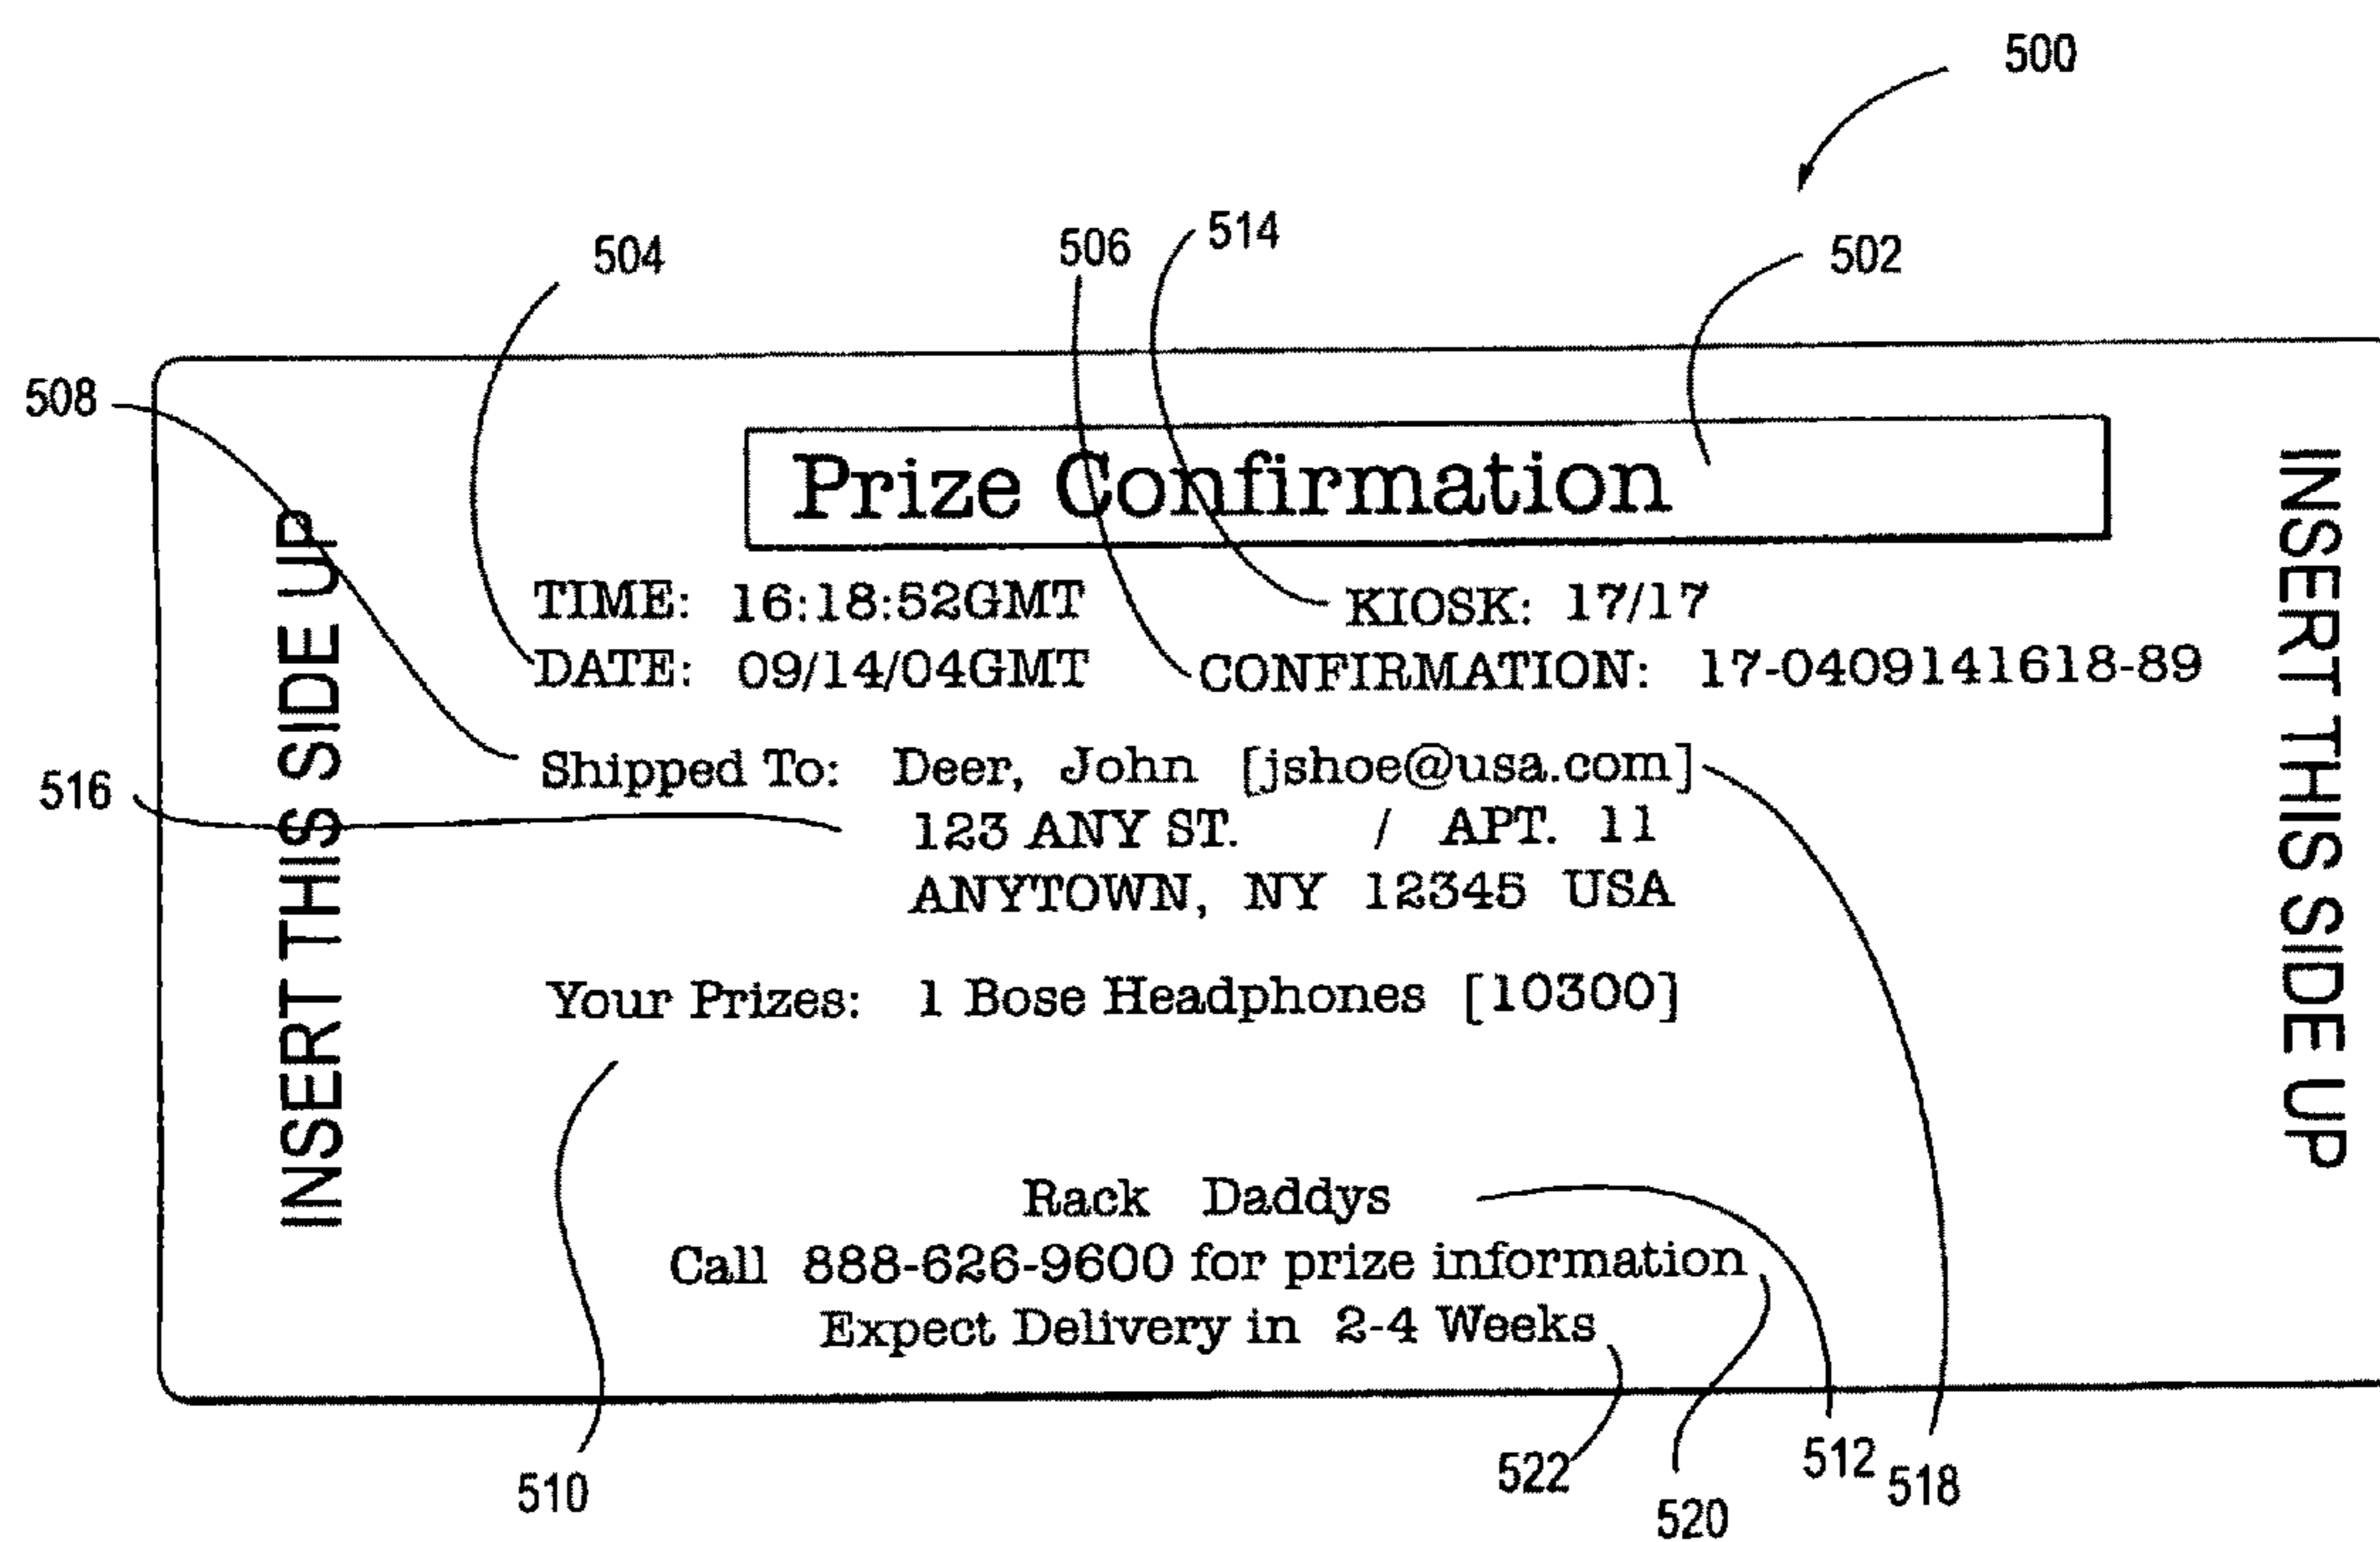 500
504
506
514
502
508
Prize Confirmation
INSERT THIS SIDE UP
INSERT THIS SIDE UP
TIME: 16:18:52GMT KIOSK: 17/17
DATE: 09/14/04GMT CONFIRMATION: 17-0409141618-89
Shipped To: Deer, John [jshoe@usa.com]
516
123 ANY ST. / APT. 11
ANYTOWN, NY 12345 USA
Your Prizes: 1 Bose Headphones [10300]
Rack Daddys
Call 888-626-9600 for prize information
Expect Delivery in 2-4 Weeks
510
522
520
512
518